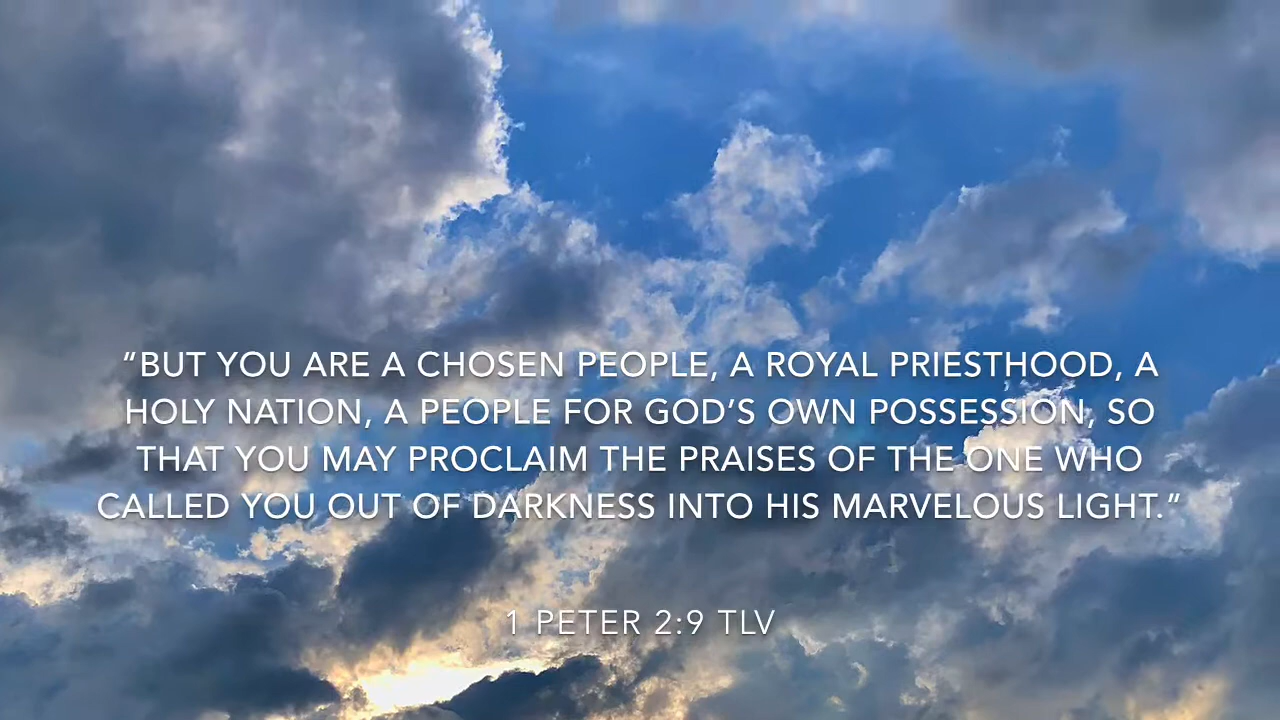 “BUT YOU ARE A CHOSEN PEOPLE, A ROYAL PRIESTHOOD, A
HOLY NATION, A PEOPLE FOR GOD’S OWN POSSESSION, SO
THAT YOU MAY PROCLAIM THE PRAISES OF THE ONE WHO
CALLED YOU OUT OF DARKNESS INTO HIS MARVELOUS LIGHT.”
1 PETER 2:9 TLV